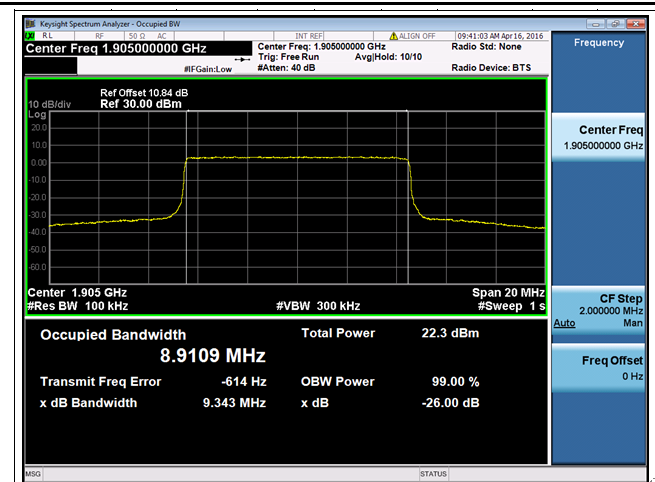 Keysight Spectrum Analyzer - Occupied BW
RL RF 50 Ω AC INT REF ALIGN OFF 09:41:03 AM Apr 16, 2016
Center Freq 1.905000000 GHz
Center Freq: 1.905000000 GHz
Radio Std: None
Trig: Free Run Avg|Hold: 10/10
#IFGain:Low
#Atten: 40 dB
Radio Device: BTS
Ref Offset 10.84 dB
10 dB/div
Ref 30.00 dBm
Log
20.0
10.0
0.00
-10.0
-20.0
-30.0
-40.0
-50.0
-60.0
Center 1.905 GHz
Span 20 MHz
#Res BW 100 kHz
#VBW 300 kHz
#Sweep 1 s
Occupied Bandwidth
Total Power 22.3 dBm
8.9109 MHz
Transmit Freq Error -614 Hz OBW Power 99.00 %
x dB Bandwidth 9.343 MHz x dB -26.00 dB
MSG
STATUS
Frequency
Center Freq
1.905000000 GHz
CF Step
2.000000 MHz
Auto Man
Freq Offset
0 Hz